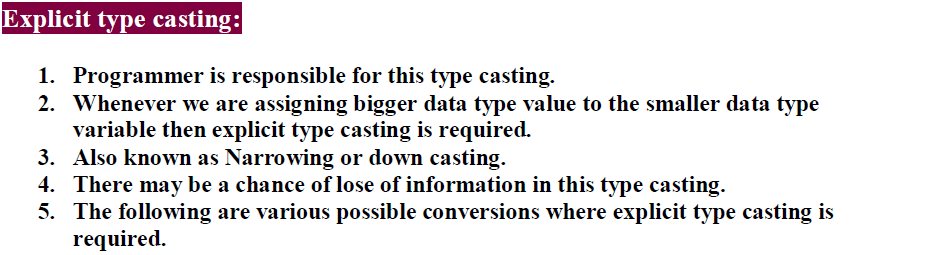 Explicit type casting:
1. Programmer is responsible for this type casting.
2. Whenever we are assigning bigger data type value to the smaller data type
variable then explicit type casting is required.
3. Also known as Narrowing or down casting.
4. There may be a chance of lose of information in this type casting.
5. The following are various possible conversions where explicit type casting is
required.